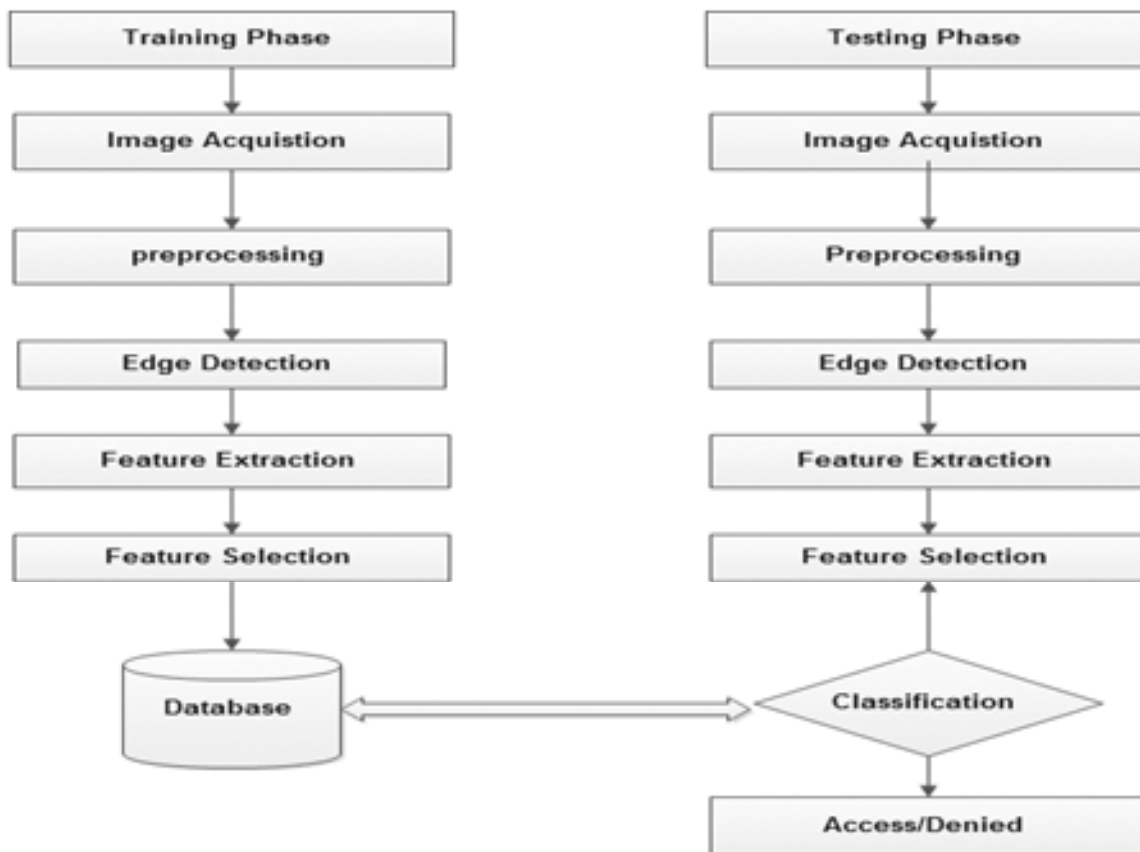 Training Phase
Image Acquistion
preprocessing
Edge Detection
Feature Extraction
Feature Selection
Database
Testing Phase
Image Acquistion
Preprocessing
Edge Detection
Feature Extraction
Feature Selection
Classification
Access/Denied